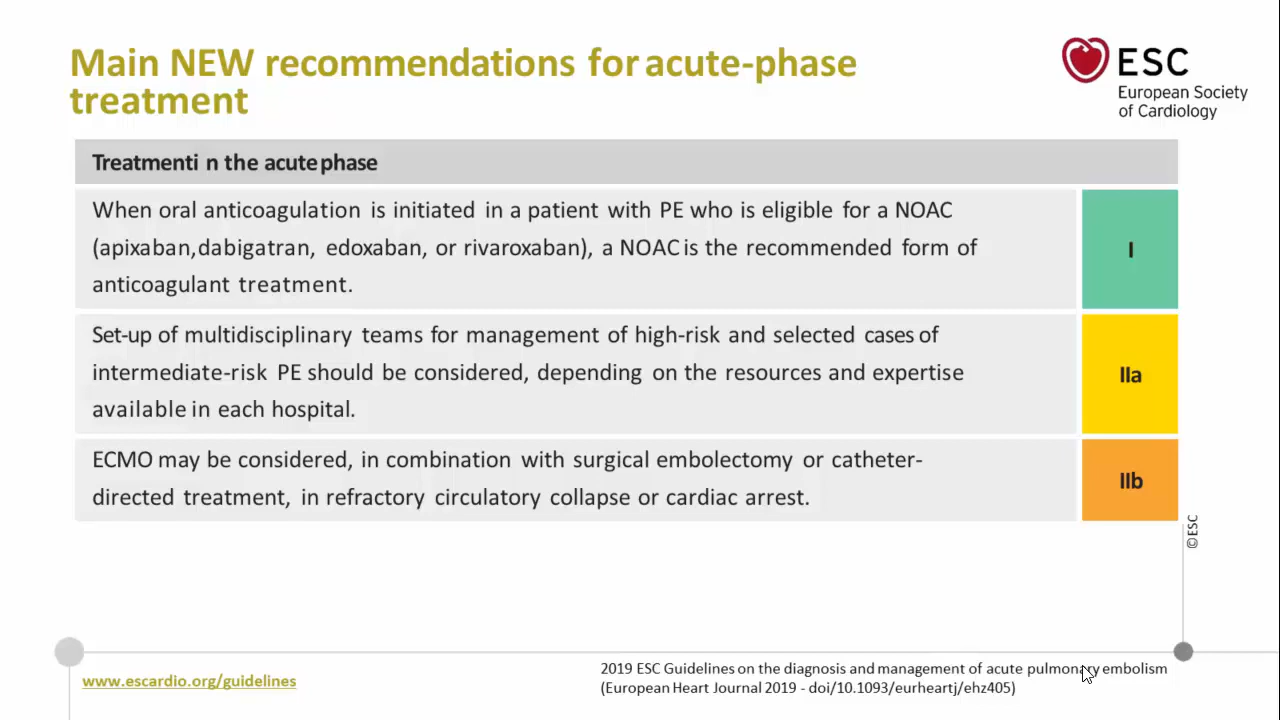 Main NEW recommendations for acute-phase
treatment
ESC
European Society
of Cardiology
Treatmenti n the acute phase
When oral anticoagulation is initiated in a patient with PE who is eligible for a NOAC
(apixaban,dabigatran, edoxaban, or rivaroxaban), a NOAC is the recommended form of
anticoagulant treatment.
I
Set-up of multidisciplinary teams for management of high-risk and selected cases of
intermediate-risk PE should be considered, depending on the resources and expertise
available in each hospital.
IIa
ECMO may be considered, in combination with surgical embolectomy or catheter-
directed treatment, in refractory circulatory collapse or cardiac arrest.
IIb
©ESC
www.escardio.org/guidelines
2019 ESC Guidelines on the diagnosis and management of acute pulmonary embolism
(European Heart Journal 2019 - doi/10.1093/eurheartj/ehz405)